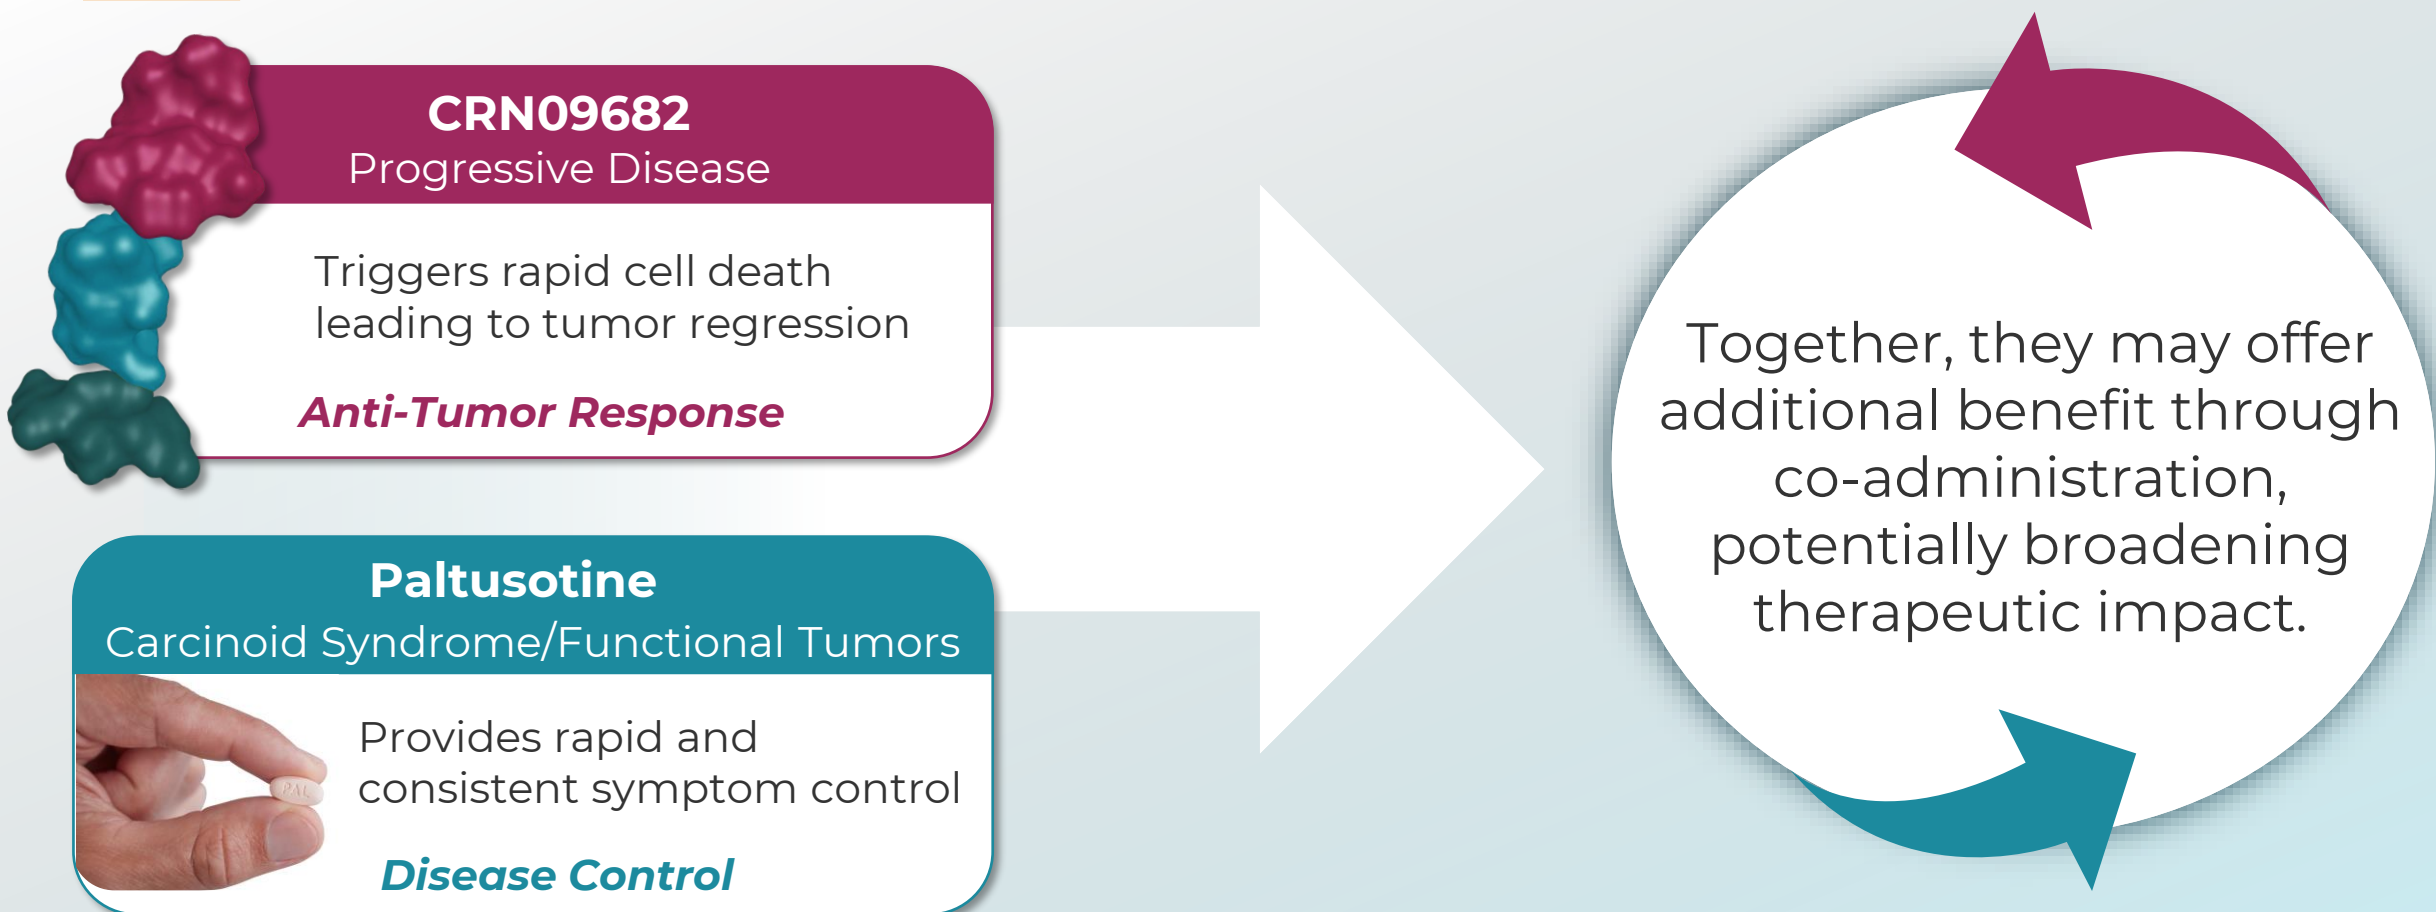 CRN09682
Progressive Disease
Triggers rapid cell death
leading to tumor regression
Anti-Tumor Response
Paltusotine
Carcinoid Syndrome/Functional Tumors
PAL
Provides rapid and
consistent symptom control
Disease Control
Together, they may offer
additional benefit through
co-administration,
potentially broadening
therapeutic impact.